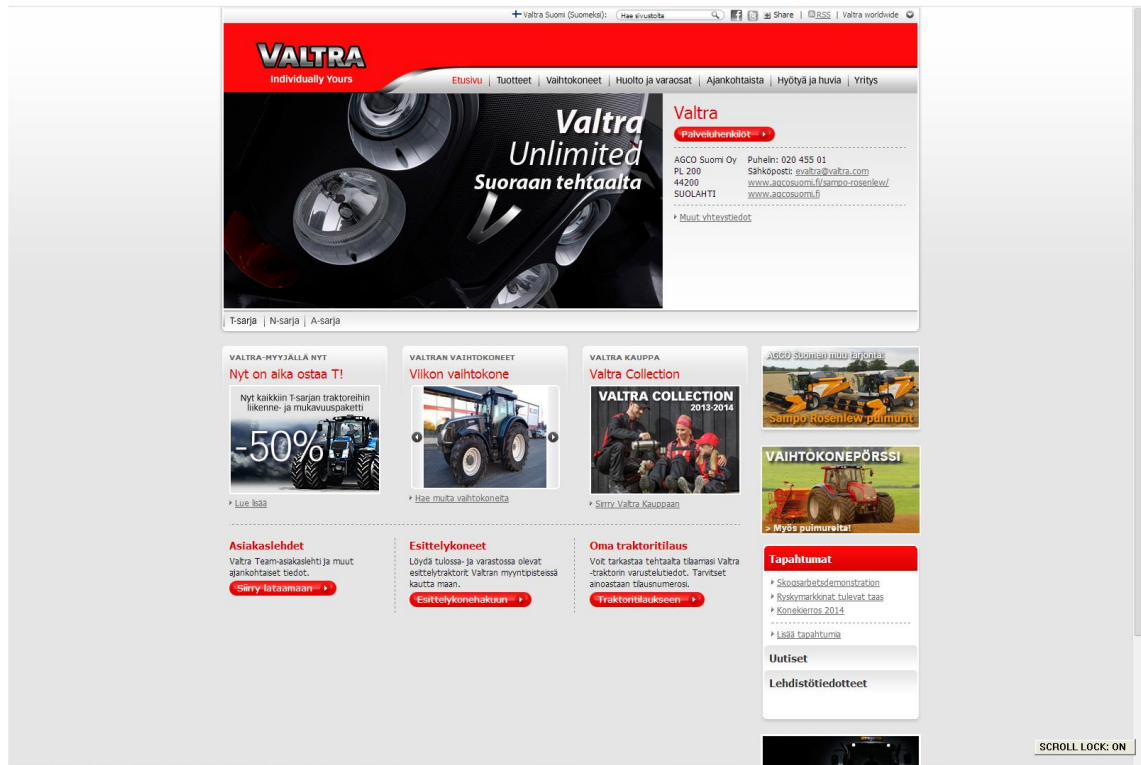 Valtra Suomi (Suomeksi):
Hae sivustolta
Share | RSS | Valtra worldwide
VALTRA
Individually Yours
Etusivu | Tuotteet | Vaihtokoneet | Huolto ja varaosat | Ajankohtaista | Hyötyä ja huvia | Yritys
Valtra
Unlimited
Suoraan tehtaalta
Valtra
Palveluhenkilöt
AGCO Suomi Oy
PL 200
44200
SUOLAHTI
Puhelin: 020 455 01
Sähköposti: evaltra@valtra.com
www.agcosuomi.fi/sampo-rosenlew/
www.agcosuomi.fi
Muut yhteystiedot
T-sarja | N-sarja | A-sarja
VALTRA-MYYJÄLLÄ NYT
Nyt on aika ostaa T!
Nyt kaikkiin T-sarjan traktoreihin
liikenne- ja mukavuuspaketti
-50%
Lue lisää
VALTRAN VAIHTOKONEET
Viikon vaihtokone
Hae muita vaihtokoneita
VALTRA KAUPPA
Valtra Collection
VALTRA COLLECTION
2013-2014
Siirry Valtra Kauppaan
AGCO Suomen muu tarjonta:
Sampo Rosenlew puimurit
VAIHTOKONEPÖRSSI
> Myös puimureita!
Asiakaslehdet
Valtra Team-asiakaslehti ja muut
ajankohtaiset tiedot.
Siirry lataamaan
Esittelykoneet
Löydä tulossa- ja varastossa olevat
esittelytraktorit Valtran myyntipisteissä
kautta maan.
Esittelykonehakuun
Oma traktoritilaus
Voit tarkastaa tehtaalta tilaamasi Valtra
-traktorin varustelutiedot. Tarvitset
ainoastaan tilausnumerosi.
Traktoritilaukseen
Tapahtumat
Skogsarbetsdemonstration
Ryskymarkkinat tulevat taas
Konekierros 2014
Lisää tapahtumia
Uutiset
Lehdistötiedotteet
SCROLL LOCK: ON